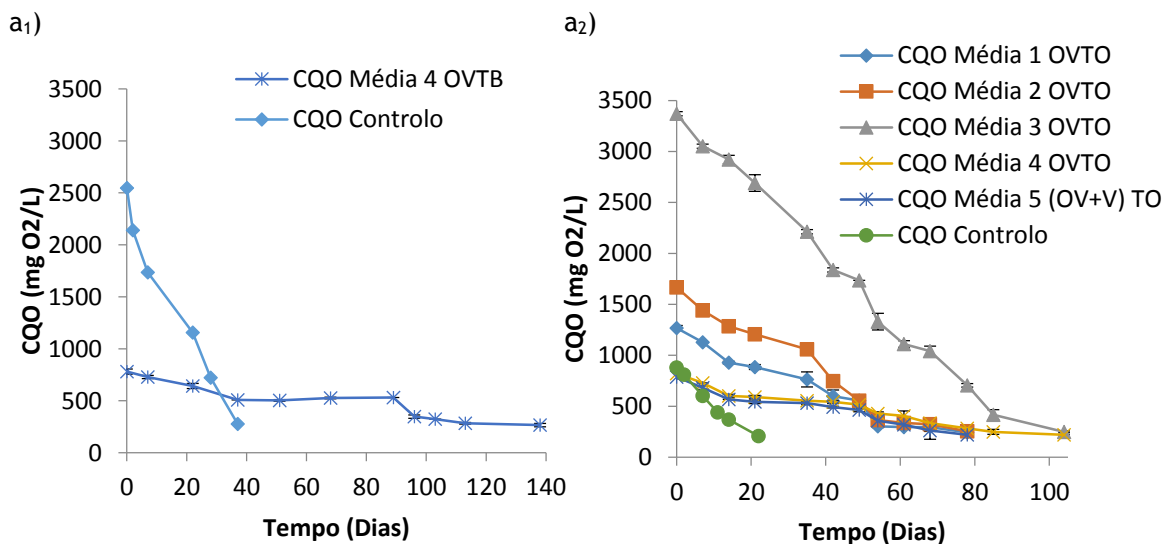 a₁)
CQO Média 4 OVTB
CQO Controlo
CQO (mg O2/L)
3500
3000
2500
2000
1500
1000
500
0
0 20 40 60 80 100 120 140
Tempo (Dias)
a₂)
CQO Média 1 OVTO
CQO Média 2 OVTO
CQO Média 3 OVTO
CQO Média 4 OVTO
CQO Média 5 (OV+V) TO
CQO Controlo
CQO (mg O2/L)
3500
3000
2500
2000
1500
1000
500
0
0 20 40 60 80 100
Tempo (Dias)